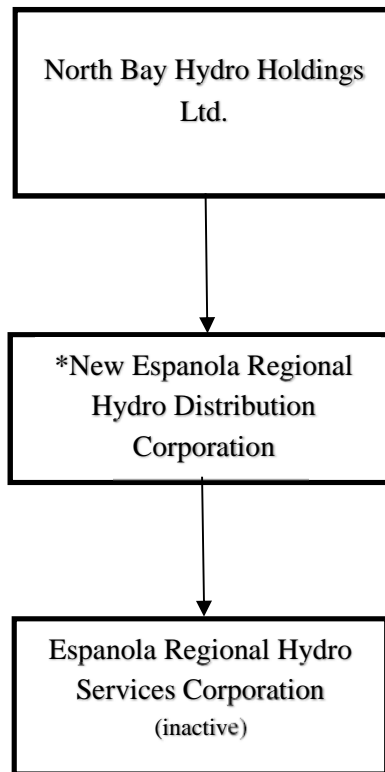 North Bay Hydro Holdings
Ltd.
*New Espanola Regional
Hydro Distribution
Corporation
Espanola Regional Hydro
Services Corporation
(inactive)